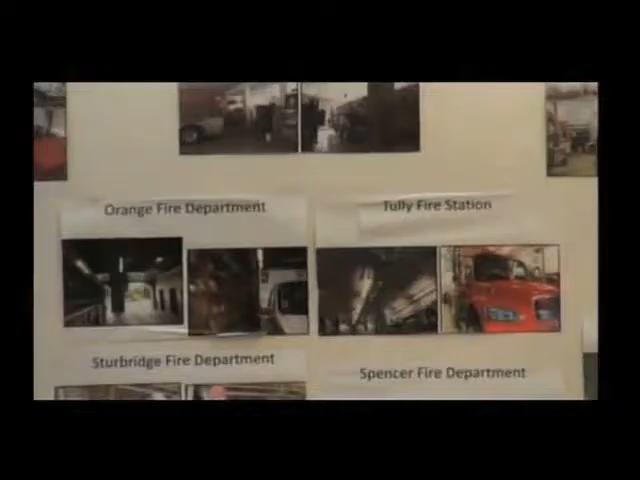 Orange Fire Department
Tully Fire Station
Sturbridge Fire Department
Spencer Fire Department